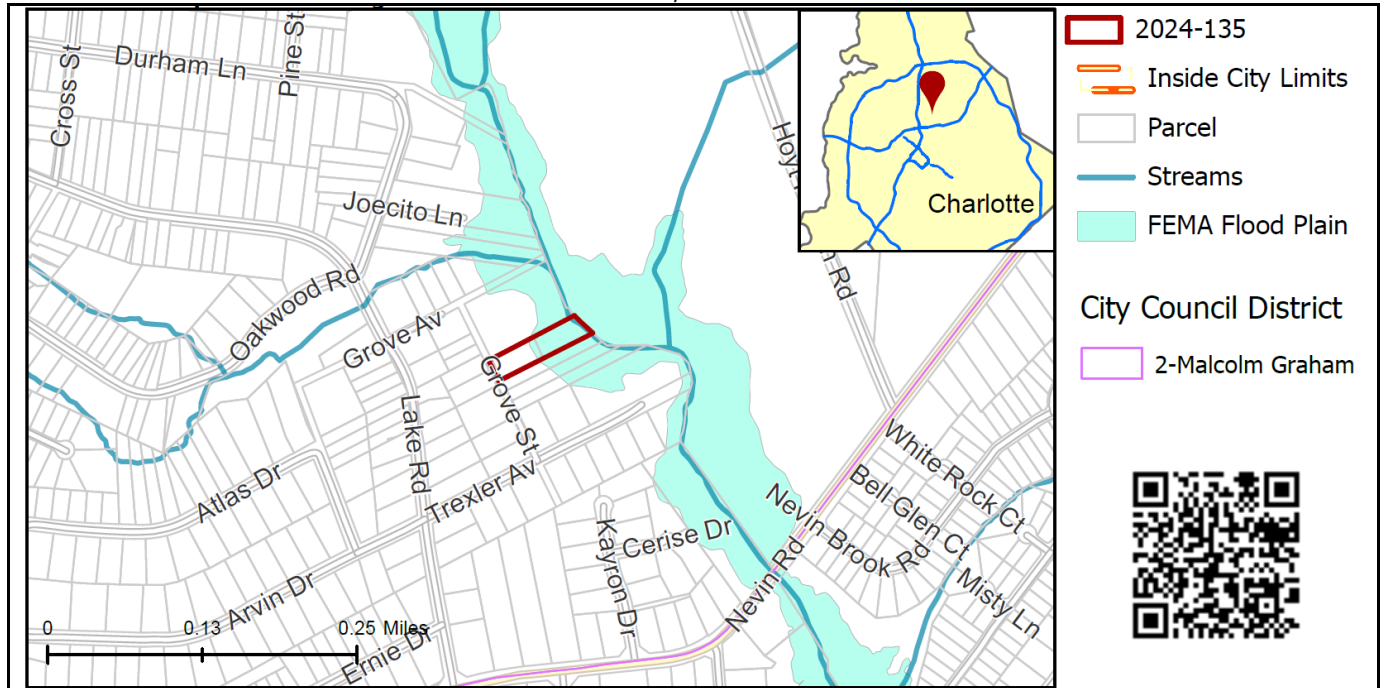 Durham Ln
Pine St
Cross St
Joecito Ln
Oakwood Rd
Grove Av
Grove St
Lake Rd
Trexler Av
Atlas Dr
Arvin Dr
Ernie Dr
Kayron Dr
Cerise Dr
Nevin Rd
Nevin Brook Rd
Bell Glen Ct
White Rock Ct
Misty Ln
Rd
0
0.13
0.25 Miles
Charlotte
2024-135
Inside City Limits
Parcel
Streams
FEMA Flood Plain
City Council District
2-Malcolm Graham